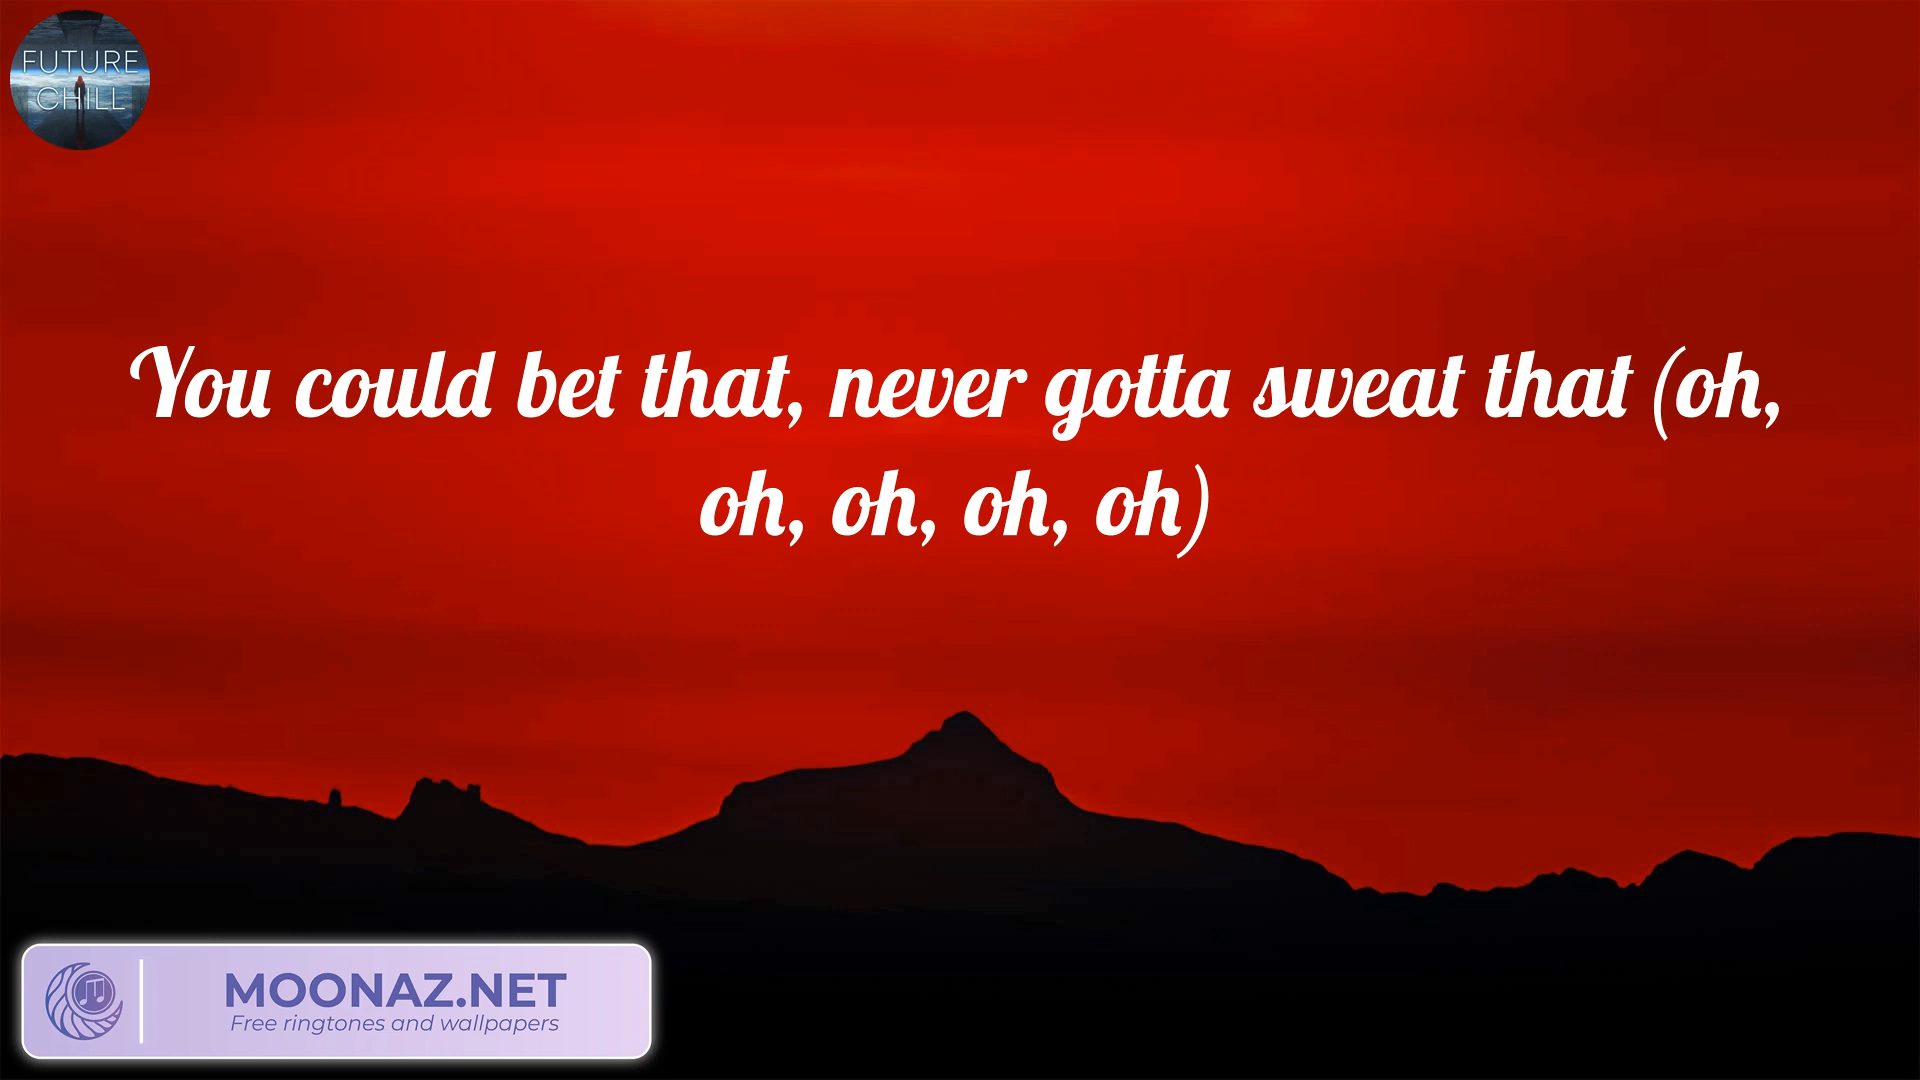 FUTURE
CHILL
You could bet that, never gotta sweat that (oh,
oh, oh, oh, oh)
MOONAZ.NET
Free ringtones and wallpapers